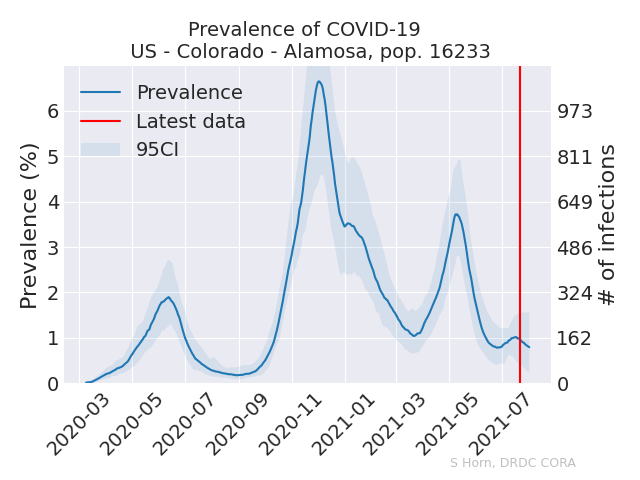 Prevalence of COVID-19
US - Colorado - Alamosa, pop. 16233
Prevalence
Latest data
95CI
Prevalence (%)
6
5
4
3
2
1
0
973
811
649
486
324
162
0
# of infections
2020-03
2020-05
2020-07
2020-09
2020-11
2021-01
2021-03
2021-05
2021-07
S Horn, DRDC CORA